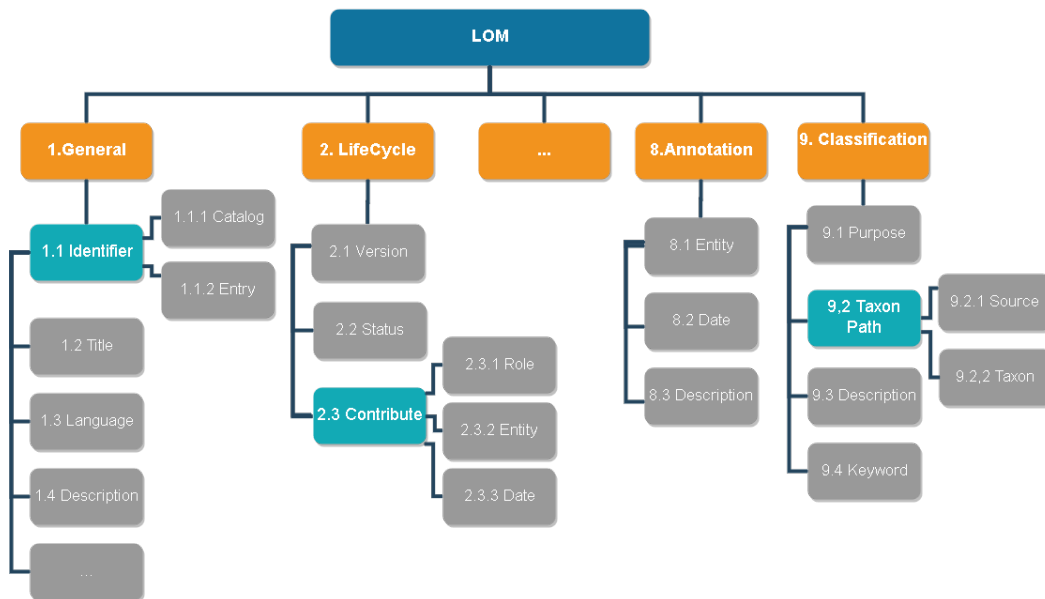 LOM
1.General
2. LifeCycle
...
8.Annotation
9. Classification
1.1 Identifier
1.1.1 Catalog
1.1.2 Entry
1.2 Title
1.3 Language
1.4 Description
...
2.1 Version
2.2 Status
2.3 Contribute
2.3.1 Role
2.3.2 Entity
2.3.3 Date
8.1 Entity
8.2 Date
8.3 Description
9.1 Purpose
9,2 Taxon
Path
9.2.1 Source
9.2,2 Taxon
9.3 Description
9.4 Keyword